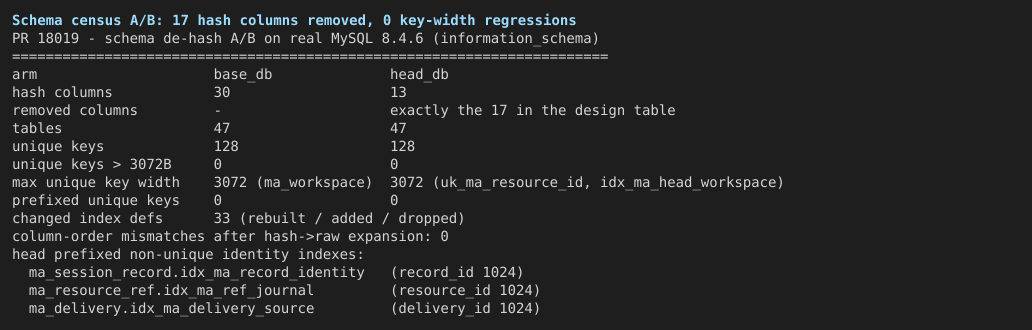 Schema census A/B: 17 hash columns removed, 0 key-width regressions
PR 18019 - schema de-hash A/B on real MySQL 8.4.6 (information_schema)
=======================================================================
arm                     base_db              head_db
hash columns            30                   13
removed columns         -                    exactly the 17 in the design table
tables                  47                   47
unique keys             128                  128
unique keys > 3072B     0                    0
max unique key width    3072 (ma_workspace)  3072 (uk_ma_resource_id, idx_ma_head_workspace)
prefixed unique keys    0                    0
changed index defs      33 (rebuilt / added / dropped)
column-order mismatches after hash->raw expansion: 0
head prefixed non-unique identity indexes:
  ma_session_record.idx_ma_record_identity   (record_id 1024)
  ma_resource_ref.idx_ma_ref_journal         (resource_id 1024)
  ma_delivery.idx_ma_delivery_source         (delivery_id 1024)